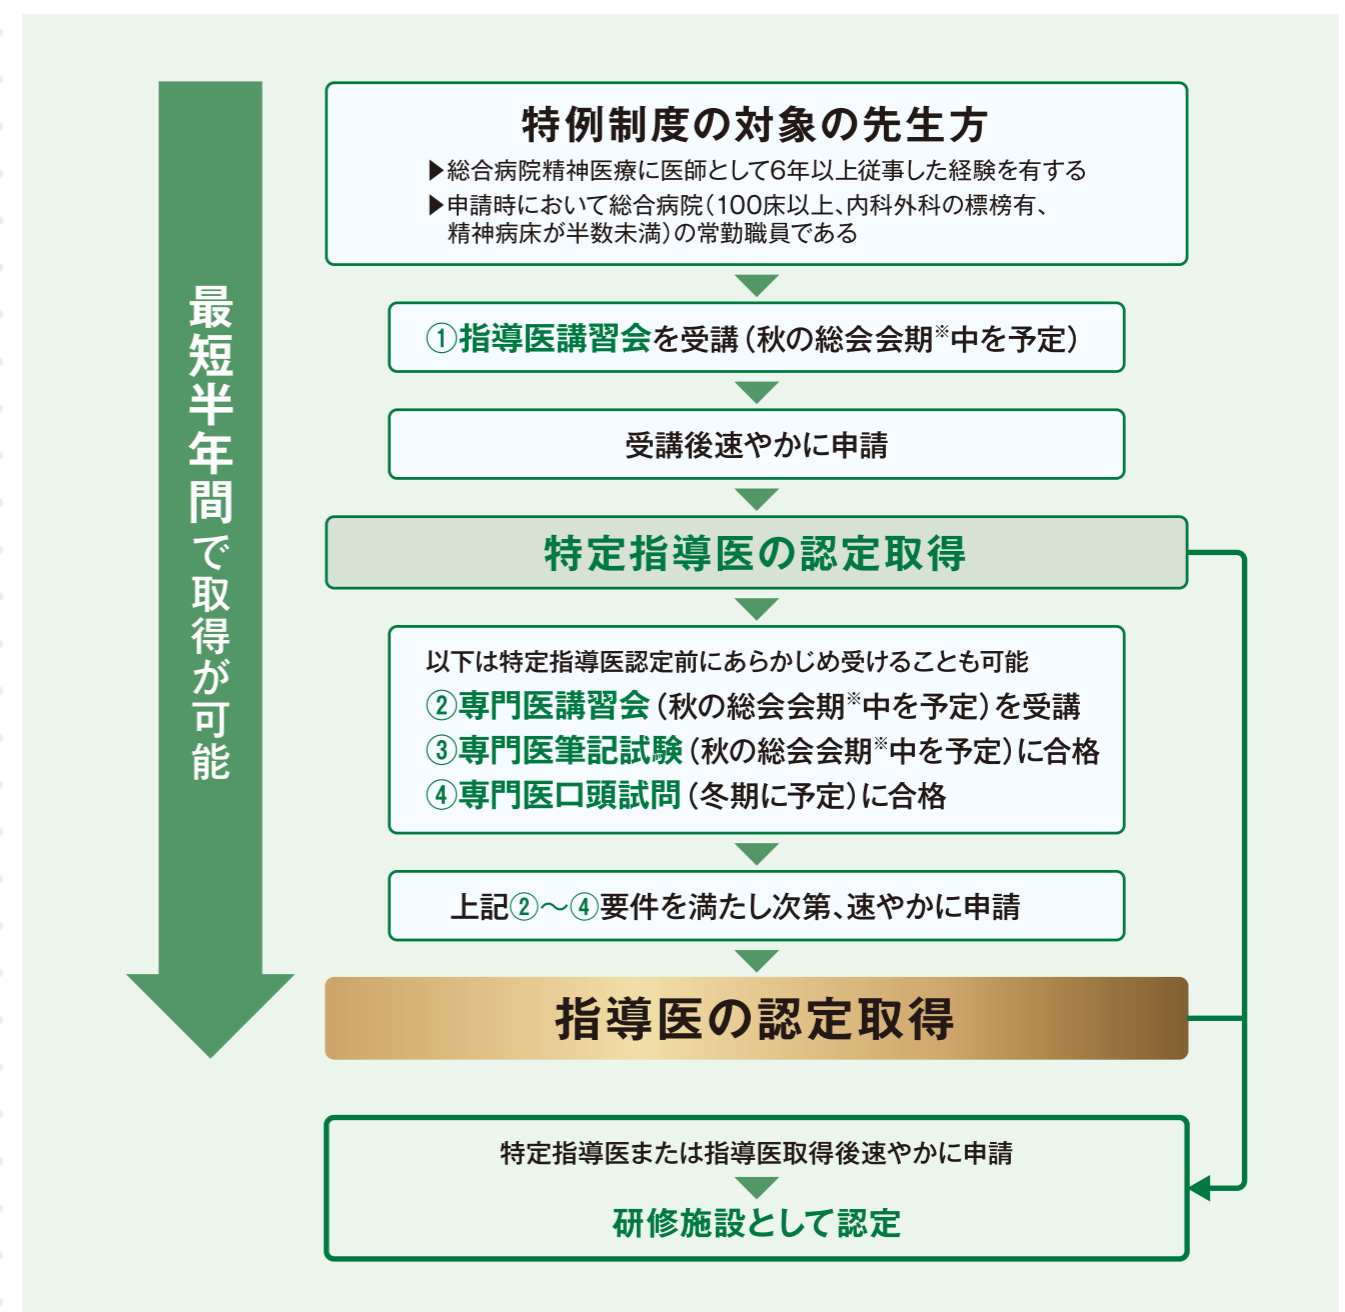 最短半年間で取得が可能
特例制度の対象の先生方
▶総合病院精神医療に医師として6年以上従事した経験を有する
▶申請時において総合病院（100床以上、内科外科の標榜有、
精神病床が半数未満）の常勤職員である
①指導医講習会を受講（秋の総会会期※中を予定）
受講後速やかに申請
特定指導医の認定取得
以下は特定指導医認定前にあらかじめ受けることも可能
②専門医講習会（秋の総会会期※中を予定）を受講
③専門医筆記試験（秋の総会会期※中を予定）に合格
④専門医口頭試問（冬期に予定）に合格
上記②～④要件を満たし次第、速やかに申請
指導医の認定取得
特定指導医または指導医取得後速やかに申請
研修施設として認定